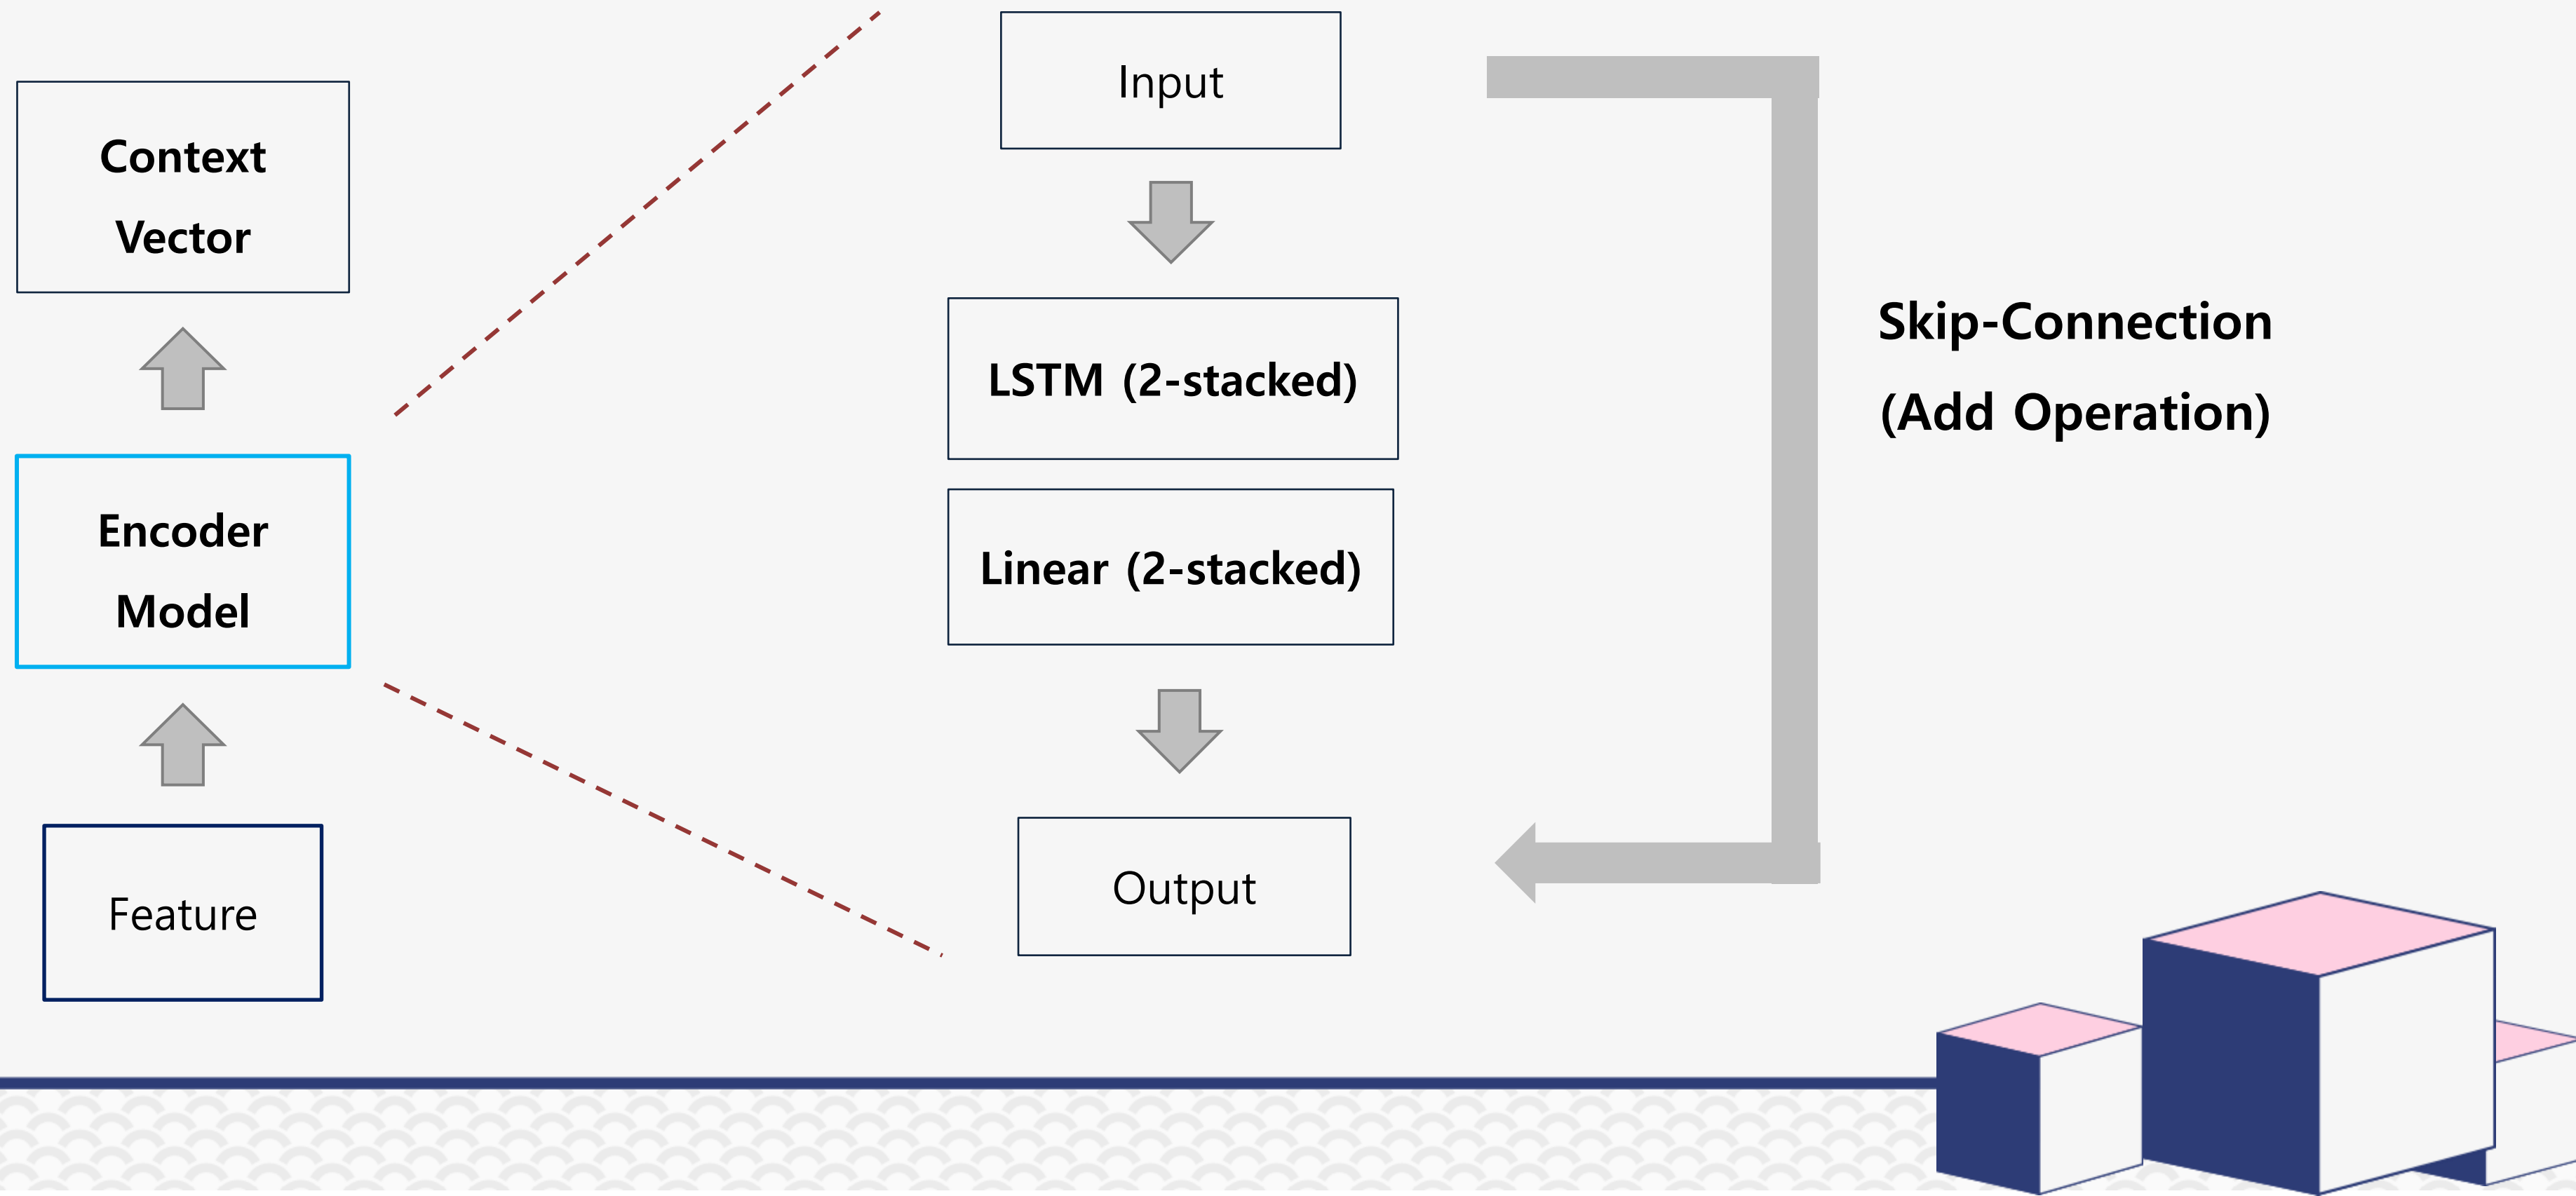 Context
Vector
Encoder
Model
Feature
Input
LSTM (2-stacked)
Linear (2-stacked)
Output
Skip-Connection
(Add Operation)